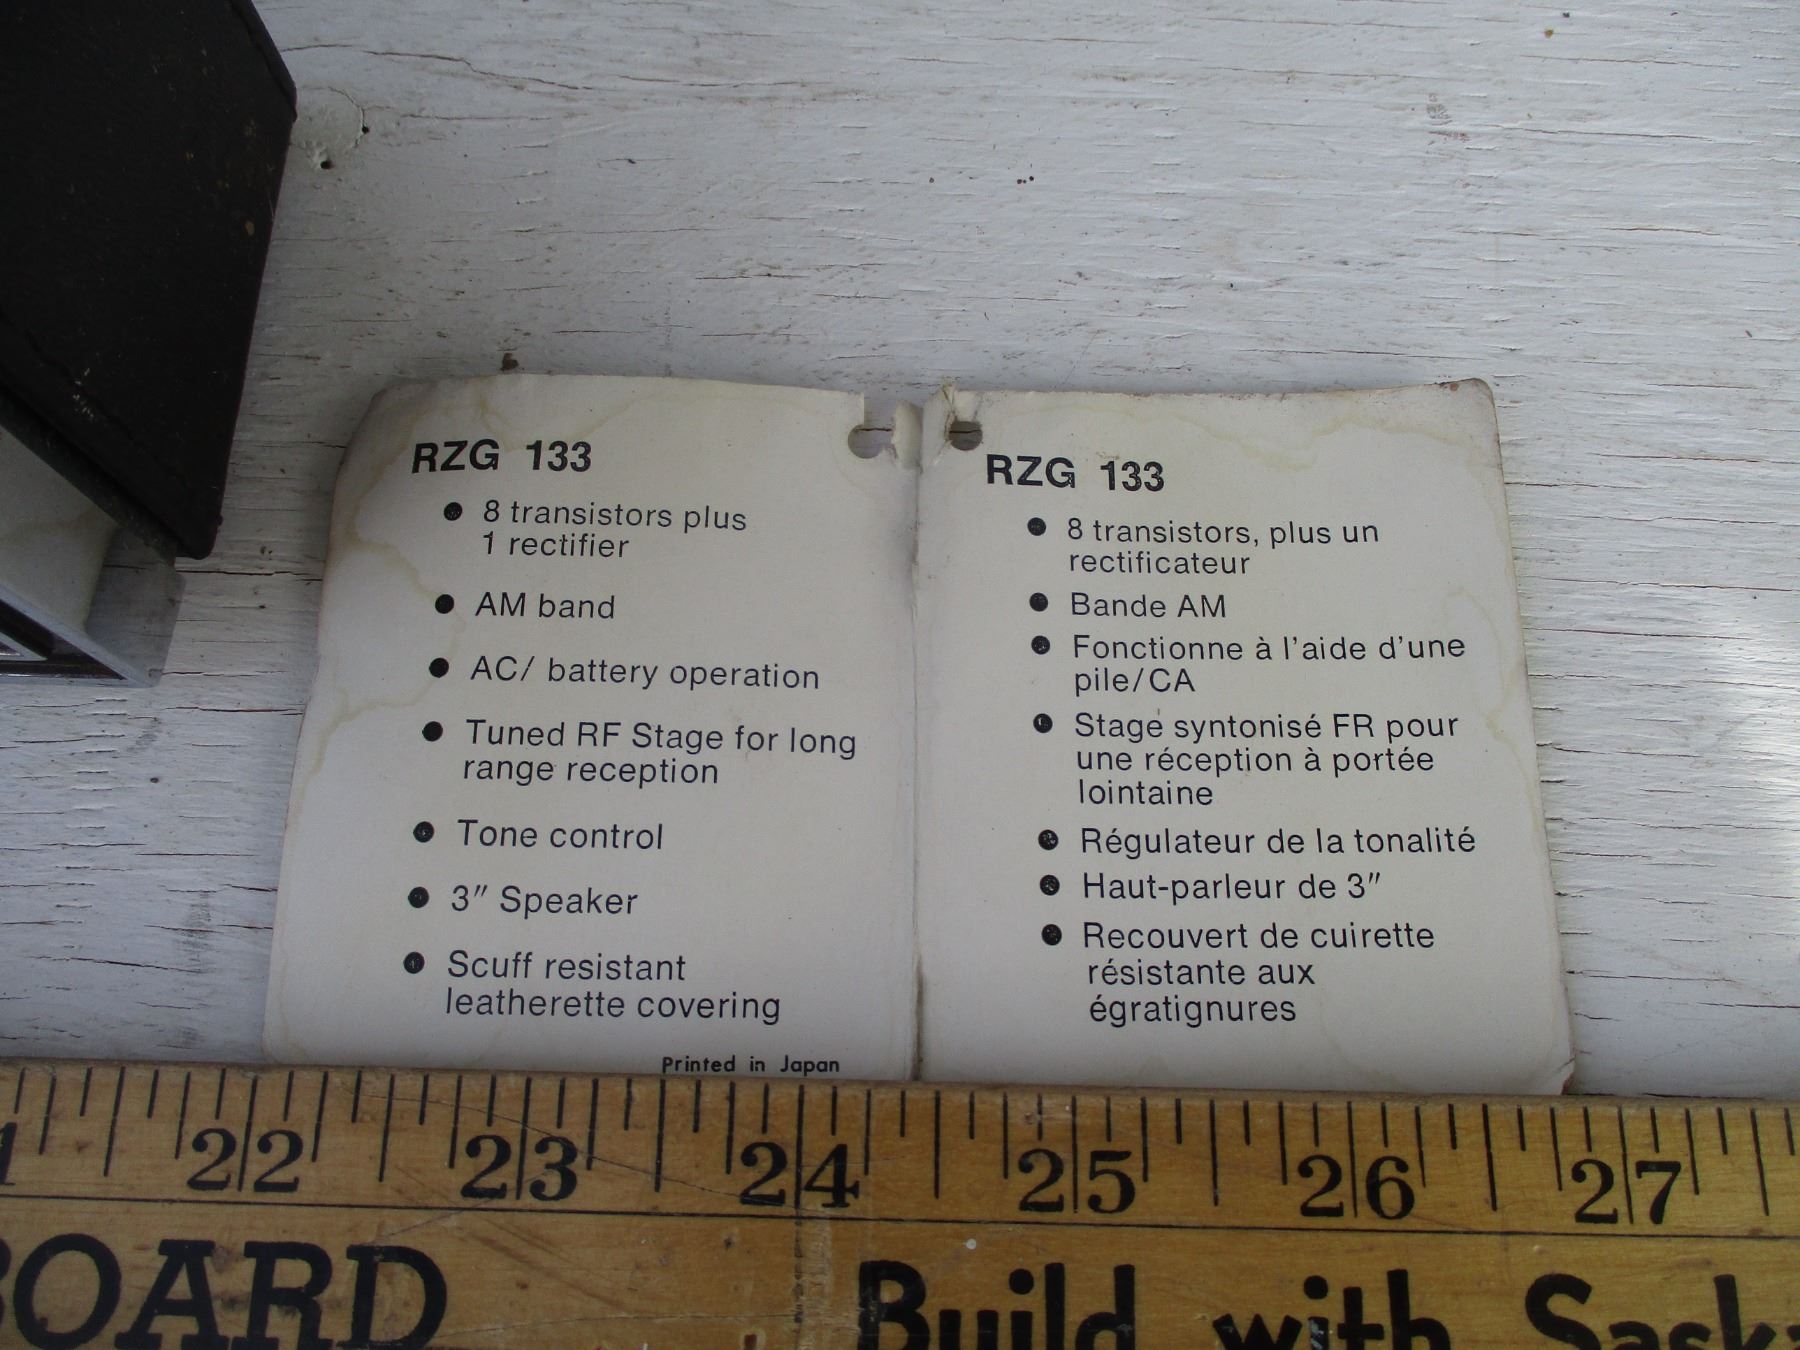 RZG 133
● 8 transistors plus
1 rectifier
● AM band
● AC/ battery operation
● Tuned RF Stage for long
range reception
● Tone control
● 3″ Speaker
● Scuff resistant
leatherette covering
Printed in Japan
RZG 133
● 8 transistors, plus un
rectificateur
● Bande AM
● Fonctionne à l'aide d'une
pile/CA
● Stage syntonisé FR pour
une réception à portée
lointaine
● Régulateur de la tonalité
● Haut-parleur de 3″
● Recouvert de cuirette
résistante aux
égratignures
22 23 24 25 26 27
BOARD Build with Saska